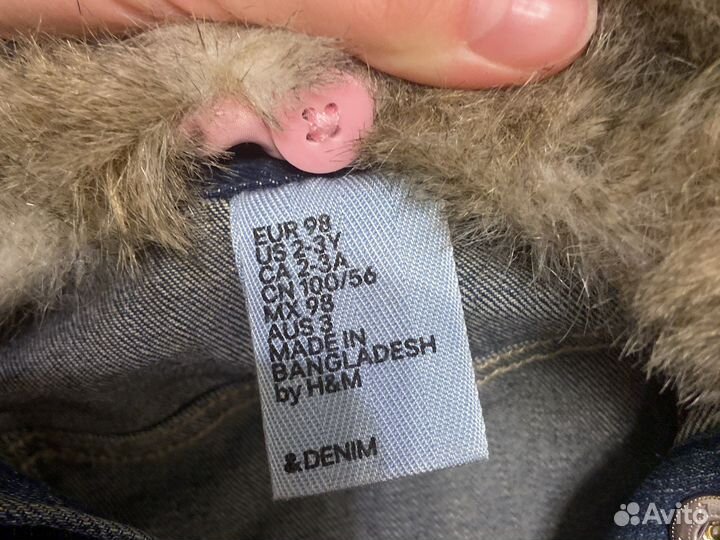 EUR 98
US 2-3Y
CA 2-3A
CN 100/56
MX 98
AUS 3
MADE IN
BANGLADESH
by H&M
&DENIM
Avito